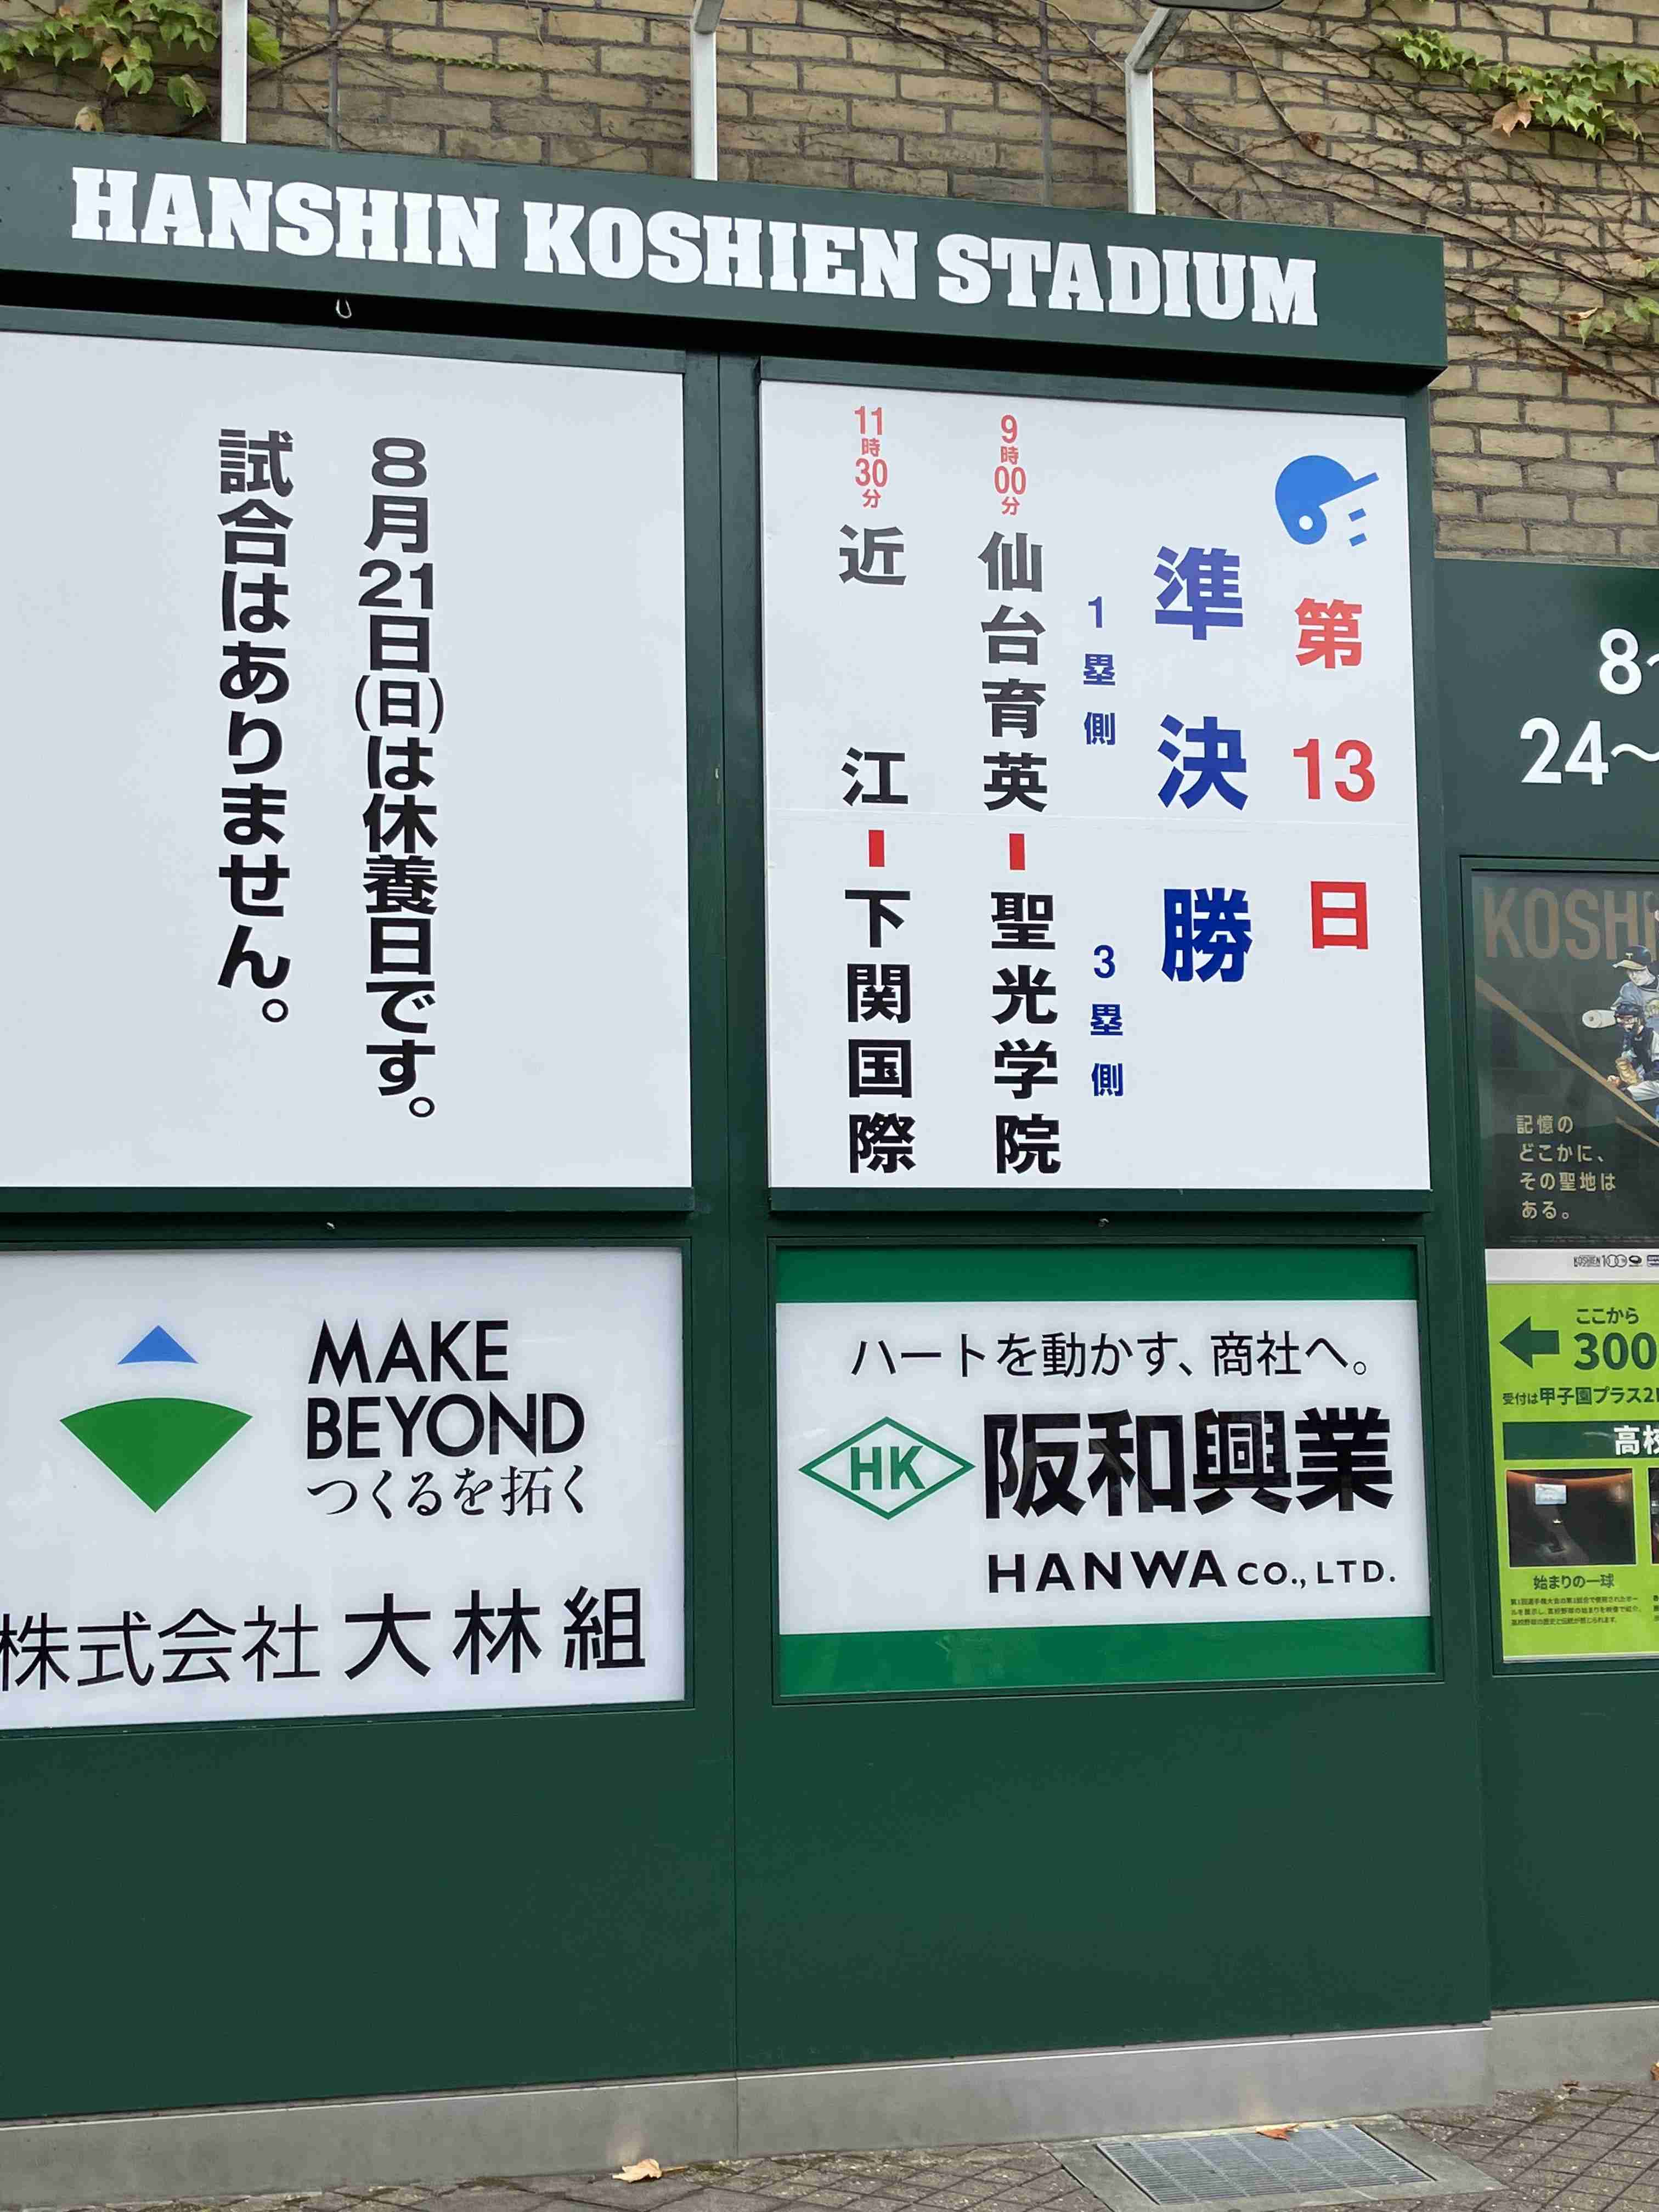 HANSHIN KOSHIEN STADIUM
第13日
準決勝
1塁側 3塁側
9時00分 仙台育英-聖光学院
11時30分 近江-下関国際
8月21日(日)は休養日です。
試合はありません。
MAKE
BEYOND
つくるを拓く
株式会社大林組
ハートを動かす、商社へ。
HK 阪和興業
HANWA CO., LTD.
8~
24~
KOSHI
記憶の
どこかに、
その聖地は
ある。
KOSHIEN 100
ここから
300
受付は甲子園プラス2
高校
始まりの一球